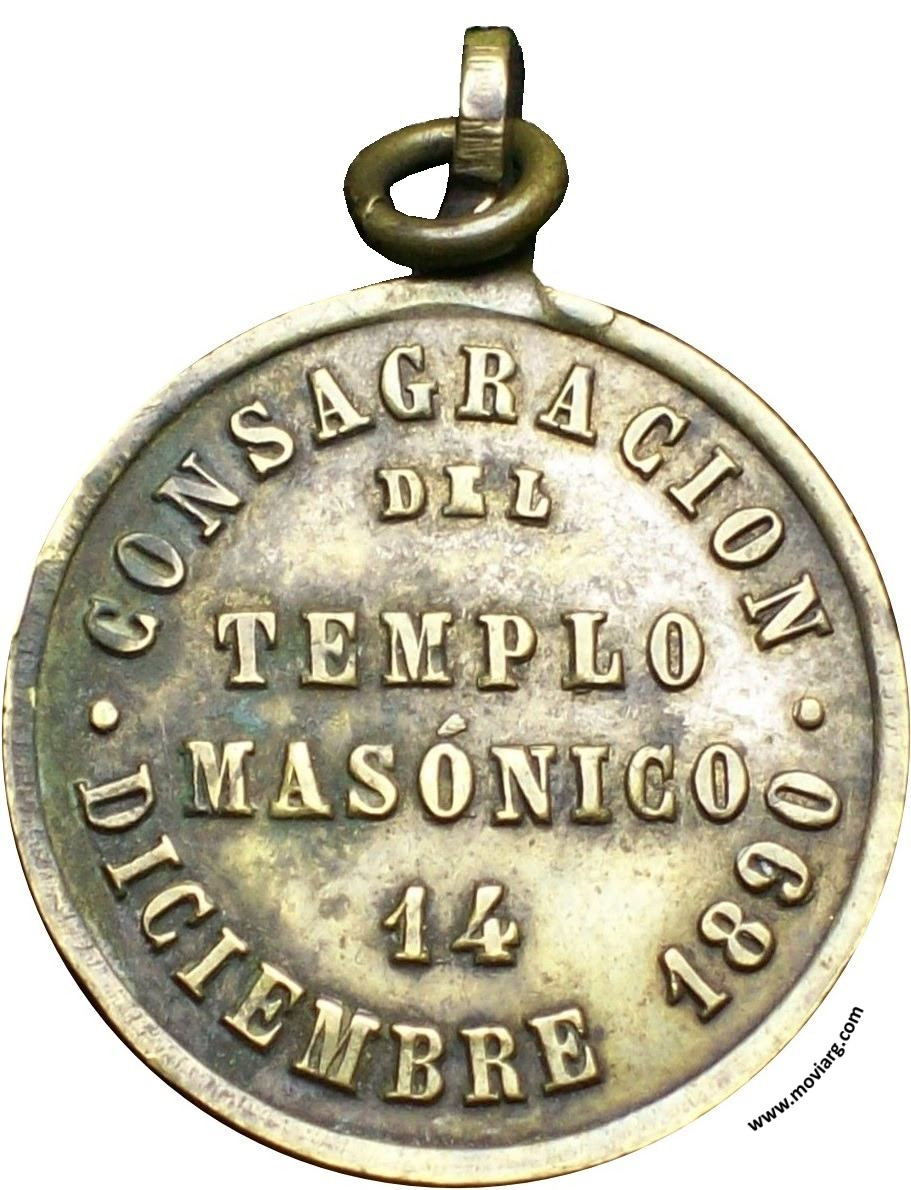 CONSAGRACION
DEL
TEMPLO
MASÓNICO
14
DICIEMBRE 1890
www.moviarg.com